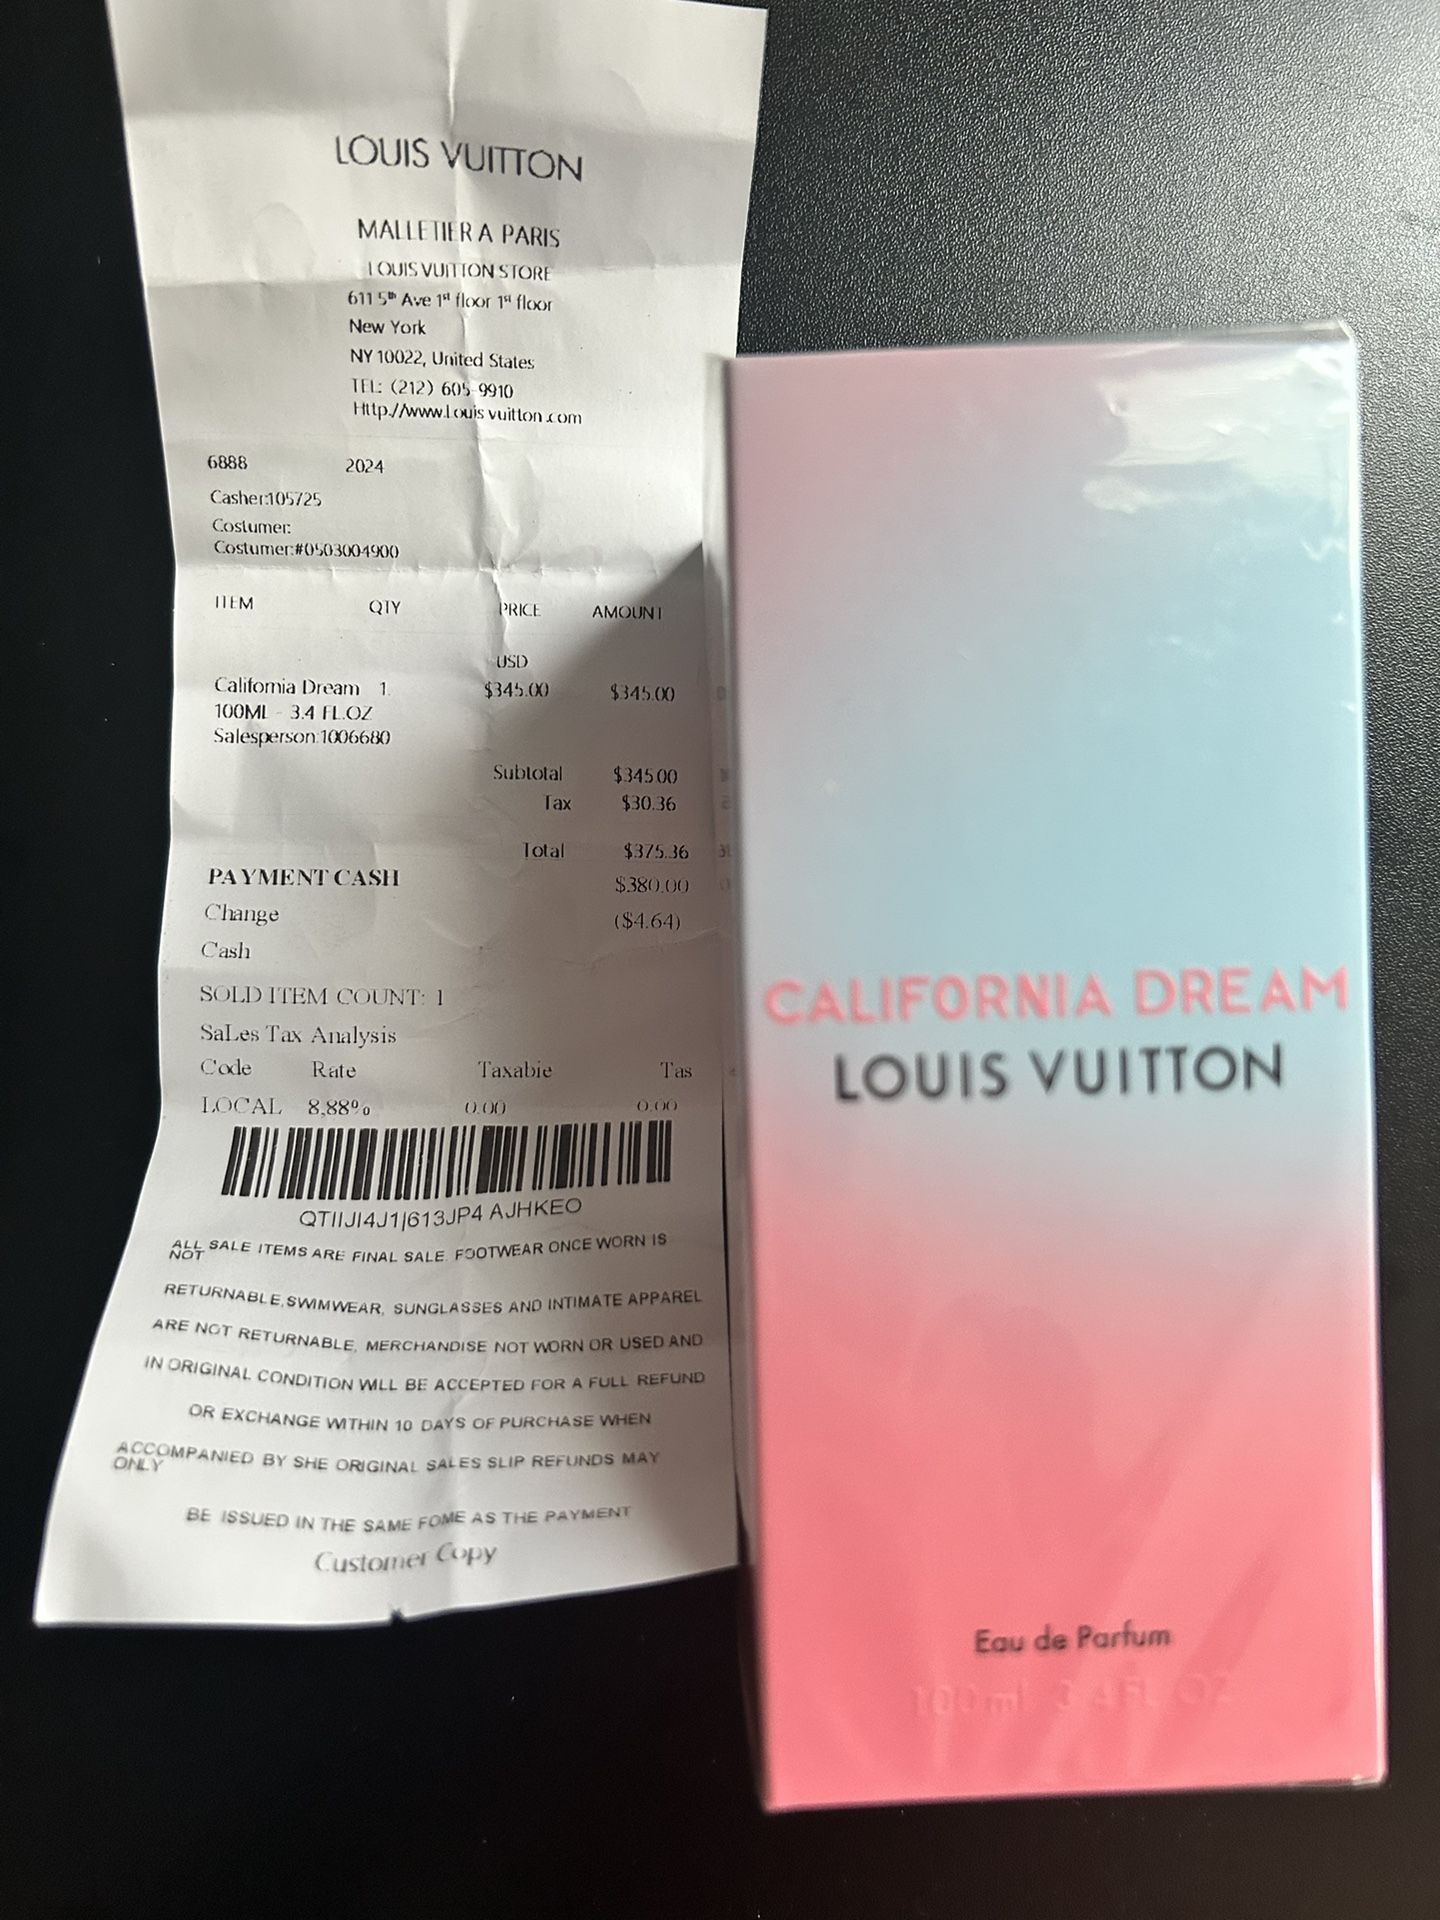 LOUIS VUITTON
MALLETIER A PARIS
LOUIS VUITTON STORE
611 5th Ave 1st floor 1st floor
New York
NY 10022, United States
TEL: (212) 605-9910
Http://www.Louis vuitton.com
6888 2024
Casher:105725
Costumer:
Costumer:#0503004900
ITEM QTY PRICE AMOUNT
USD
California Dream 1. $345.00 $345.00
100ML - 3.4 FL.OZ
Salesperson:1006680
Subtotal $345.00
Tax $30.36
Total $375.36
PAYMENT CASH $380.00
Change ($4.64)
Cash
SOLD ITEM COUNT: 1
SaLes Tax Analysis
Code Rate Taxabie Tas
LOCAL 8,88% 0.00 0.00
QTIIJI4J1|613JP4 AJHKEO
ALL SALE ITEMS ARE FINAL SALE. FOOTWEAR ONCE WORN IS
NOT
RETURNABLE,SWIMWEAR, SUNGLASSES AND INTIMATE APPAREL
ARE NOT RETURNABLE, MERCHANDISE NOT WORN OR USED AND
IN ORIGINAL CONDITION WILL BE ACCEPTED FOR A FULL REFUND
OR EXCHANGE WITHIN 10 DAYS OF PURCHASE WHEN
ACCOMPANIED BY SHE ORIGINAL SALES SLIP REFUNDS MAY
ONLY
BE ISSUED IN THE SAME FOME AS THE PAYMENT
Customer Copy
CALIFORNIA DREAM
LOUIS VUITTON
Eau de Parfum
100 ml 3.4 FL. OZ